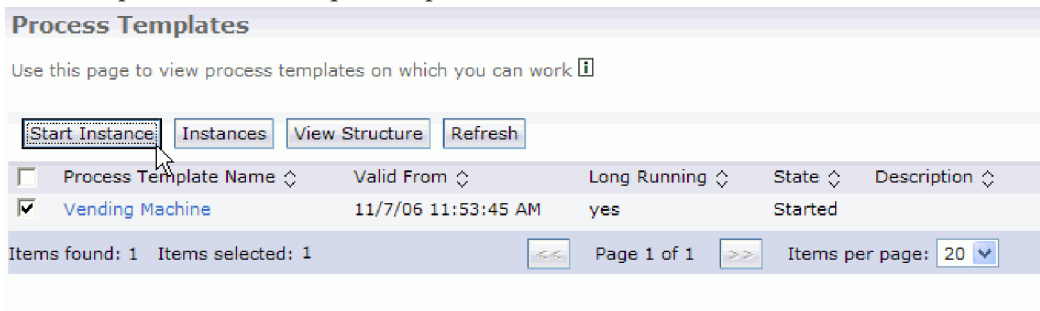 Process Templates
Use this page to view process templates on which you can work i
Start Instance Instances View Structure Refresh
Process Template Name Valid From Long Running State Description
Vending Machine 11/7/06 11:53:45 AM yes Started
Items found: 1 Items selected: 1 << Page 1 of 1 >> Items per page: 20